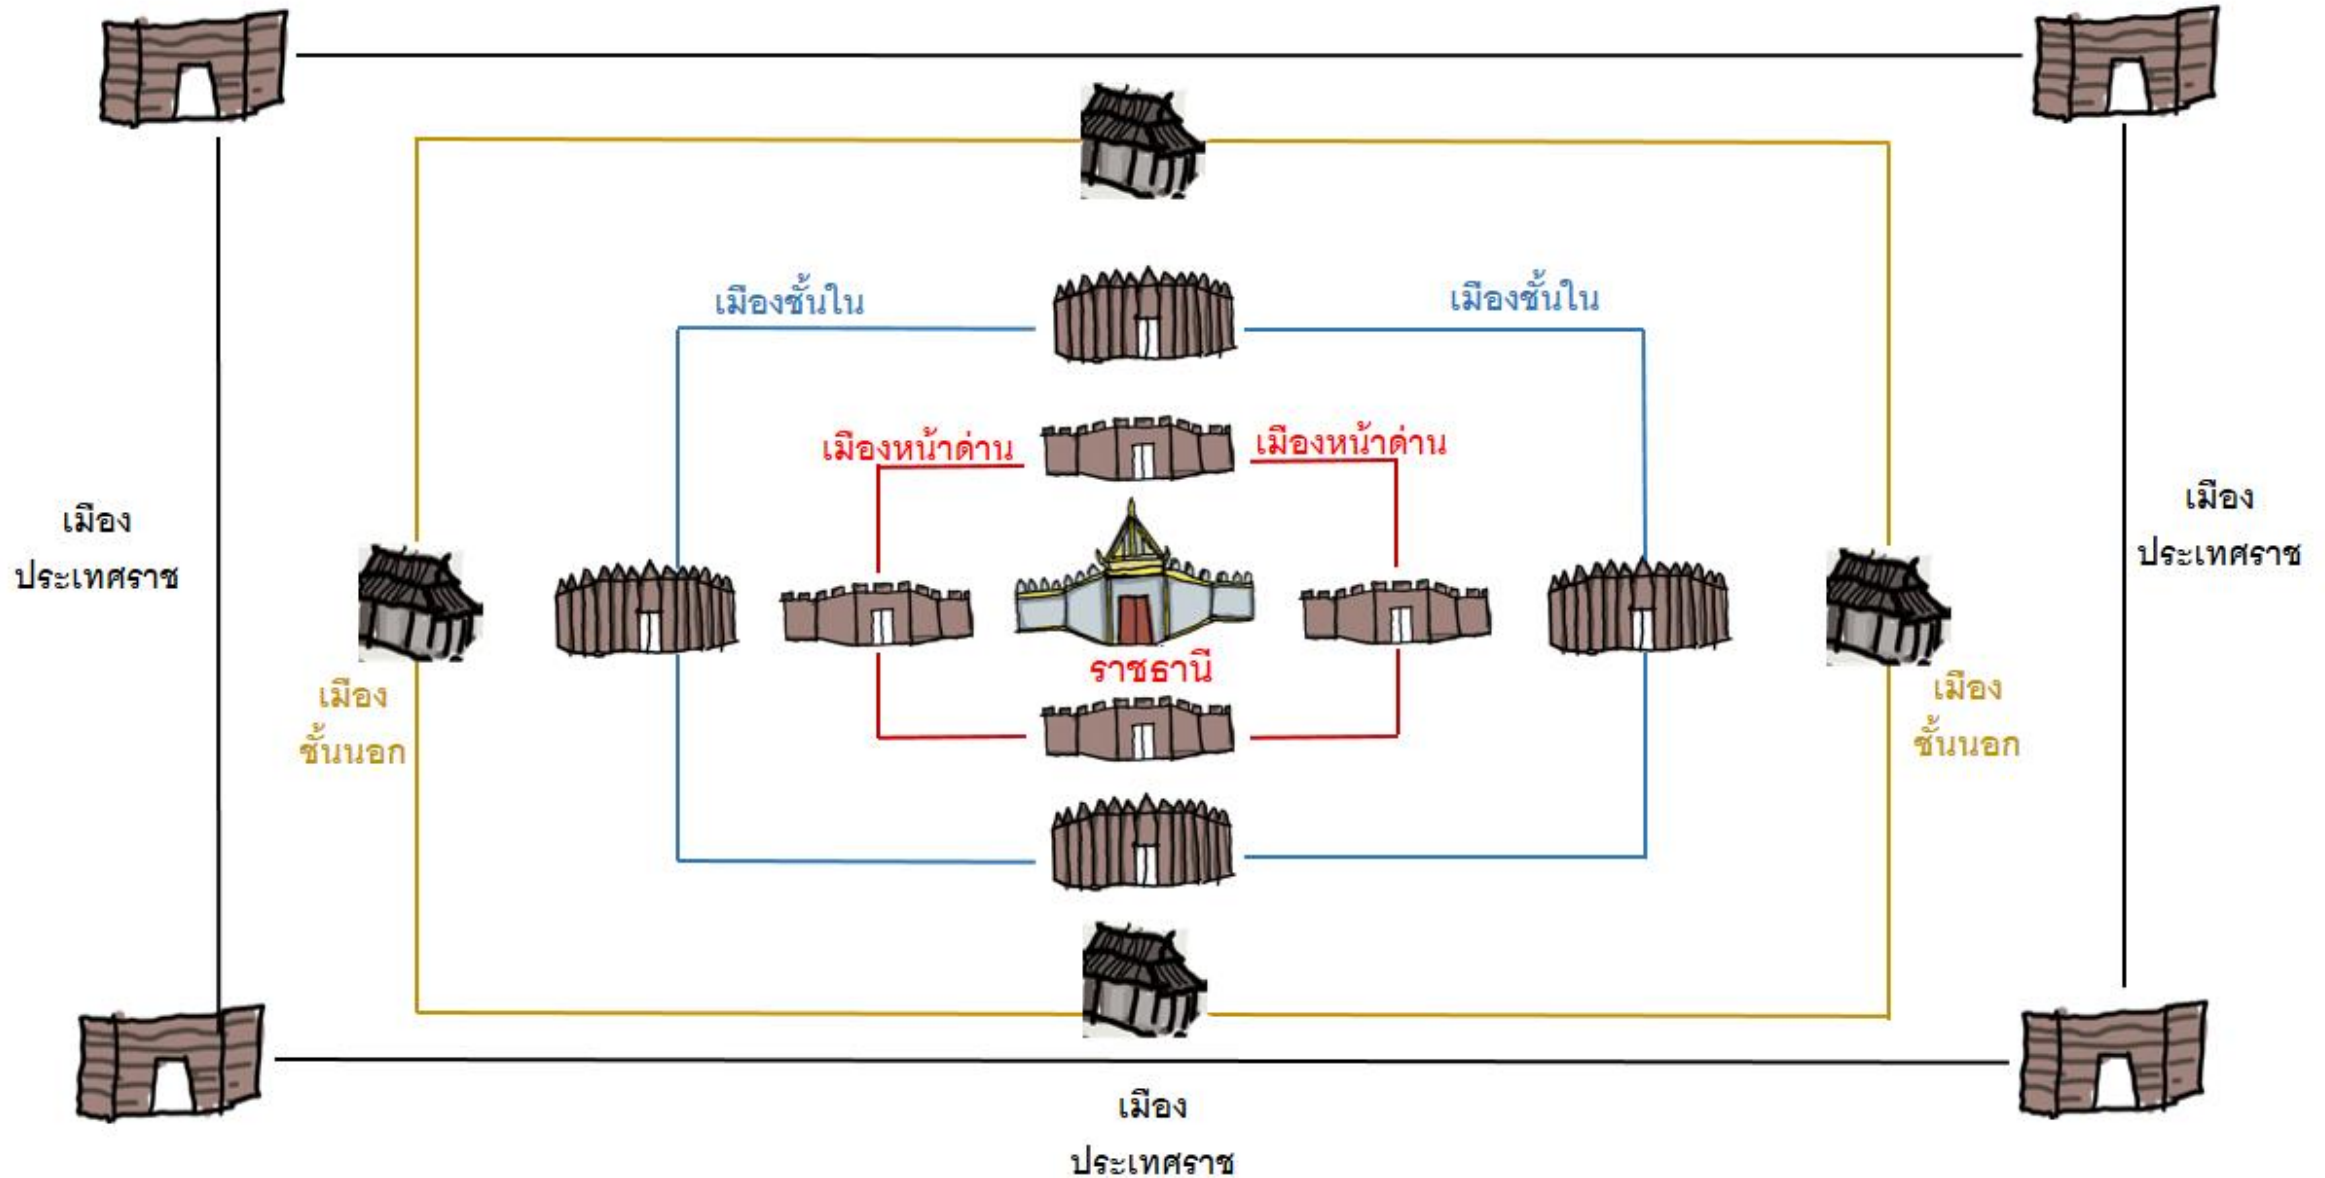 เมืองชั้นใน
เมืองชั้นใน
เมืองหน้าด่าน
เมืองหน้าด่าน
เมือง
ประเทศราช
เมือง
ประเทศราช
ราชธานี
เมือง
ชั้นนอก
เมือง
ชั้นนอก
เมือง
ประเทศราช